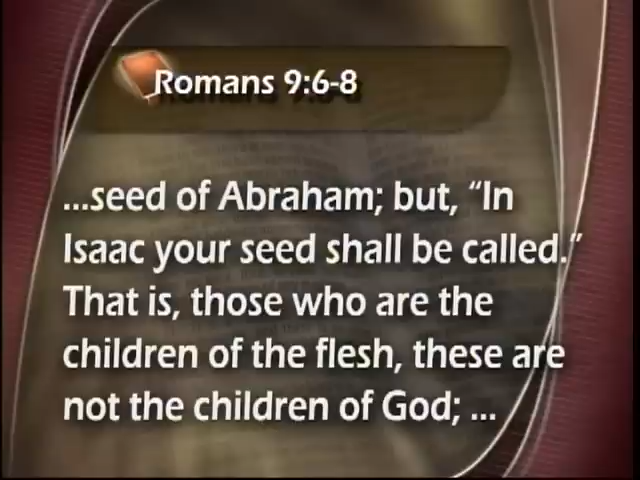 Romans 9:6-8
...seed of Abraham; but, “In
Isaac your seed shall be called.”
That is, those who are the
children of the flesh, these are
not the children of God; ...